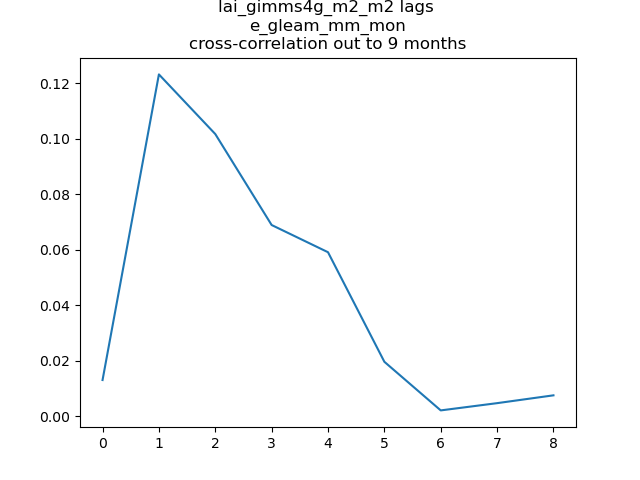 lai_gimms4g_m2_m2 lags
e_gleam_mm_mon
cross-correlation out to 9 months
0.12
0.10
0.08
0.06
0.04
0.02
0.00
0 1 2 3 4 5 6 7 8